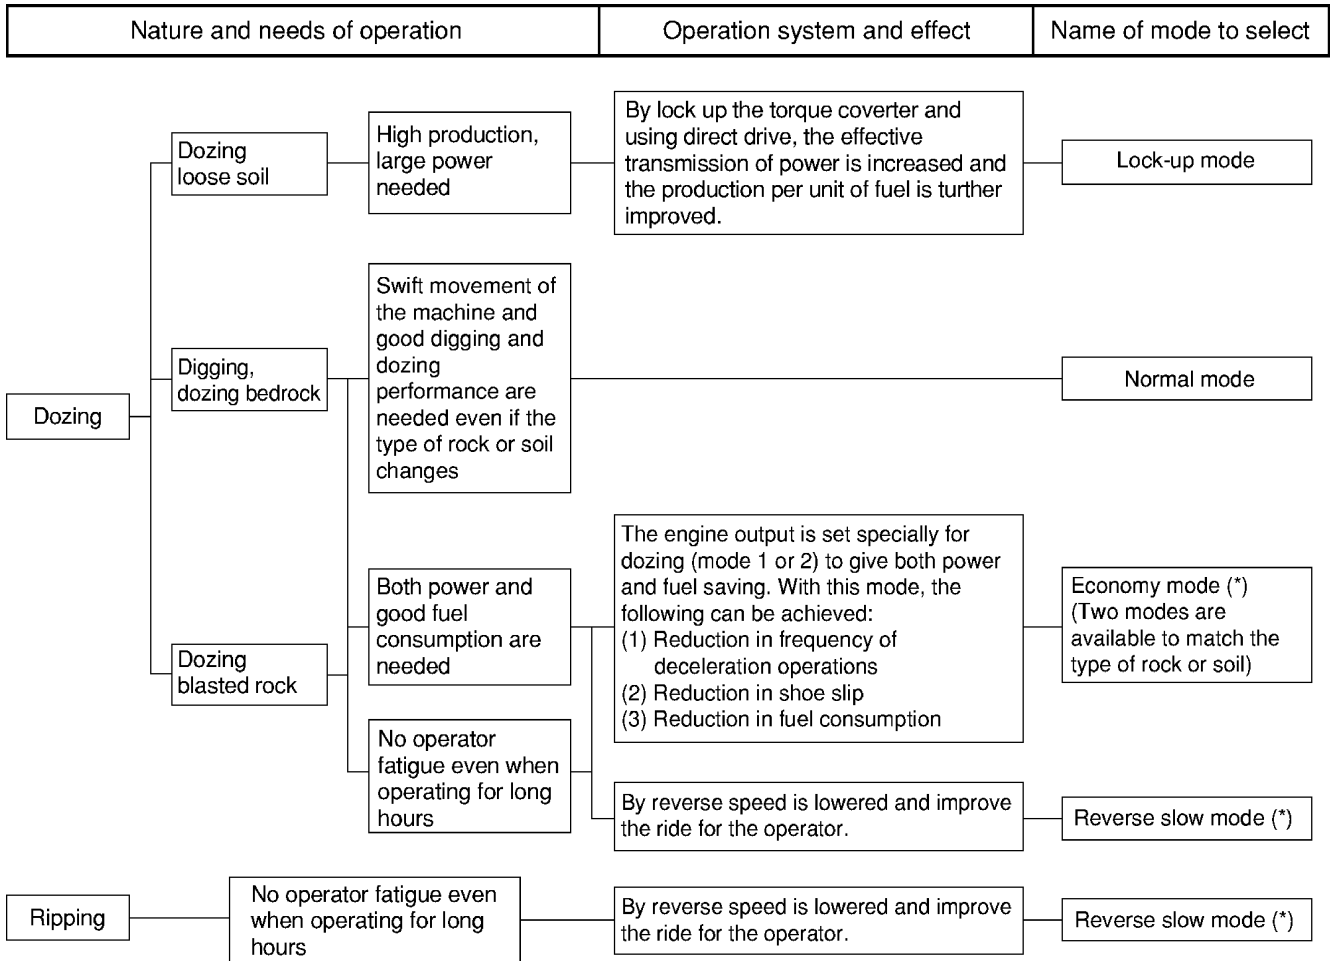 Nature and needs of operation
Operation system and effect
Name of mode to select
Dozing
Dozing
loose soil
High production,
large power
needed
By lock up the torque coverter and
using direct drive, the effective
transmission of power is increased and
the production per unit of fuel is turther
improved.
Lock-up mode
Digging,
dozing bedrock
Swift movement of
the machine and
good digging and
dozing
performance are
needed even if the
type of rock or soil
changes
Normal mode
Dozing
blasted rock
Both power and
good fuel
consumption are
needed
The engine output is set specially for
dozing (mode 1 or 2) to give both power
and fuel saving. With this mode, the
following can be achieved:
(1) Reduction in frequency of
deceleration operations
(2) Reduction in shoe slip
(3) Reduction in fuel consumption
Economy mode (*)
(Two modes are
available to match the
type of rock or soil)
No operator
fatigue even when
operating for long
hours
By reverse speed is lowered and improve
the ride for the operator.
Reverse slow mode (*)
Ripping
No operator fatigue even
when operating for long
hours
By reverse speed is lowered and improve
the ride for the operator.
Reverse slow mode (*)